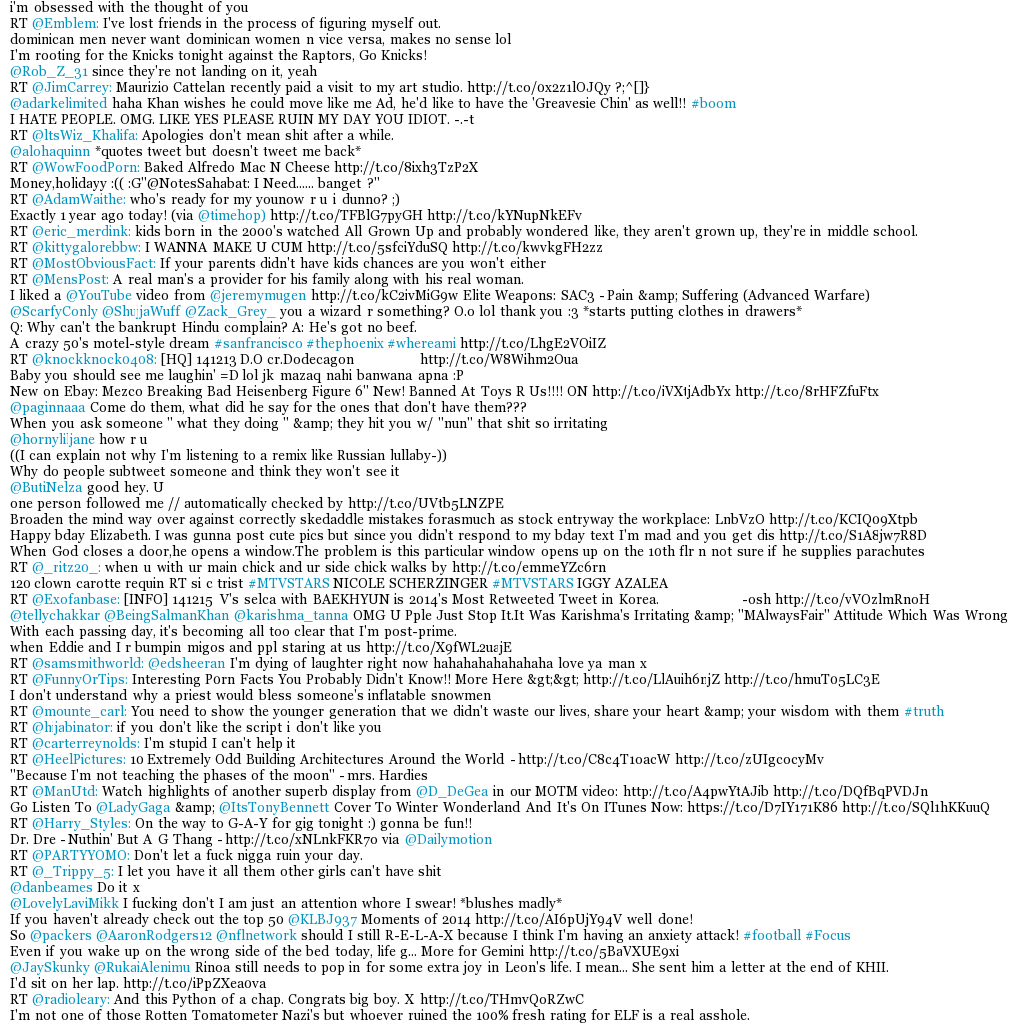 i'm obsessed with the thought of you
RT @Emblem: I've lost friends in the process of figuring myself out.
dominican men never want dominican women n vice versa, makes no sense lol
I'm rooting for the Knicks tonight against the Raptors, Go Knicks!
@Rob_Z_31 since they're not landing on it, yeah
RT @JimCarrey: Maurizio Cattelan recently paid a visit to my art studio. http://t.co/0x2z1lOJQy ?;^[]}
@adarkelimited haha Khan wishes he could move like me Ad, he'd like to have the 'Greavesie Chin' as well!! #boom
I HATE PEOPLE. OMG. LIKE YES PLEASE RUIN MY DAY YOU IDIOT. -.-t
RT @ltsWiz_Khalifa: Apologies don't mean shit after a while.
@alohaquinn *quotes tweet but doesn't tweet me back*
RT @WowFoodPorn: Baked Alfredo Mac N Cheese http://t.co/8ixh3TzP2X
Money,holidayy :(( :G"@NotesSahabat: I Need...... banget ?"
RT @AdamWaithe: who's ready for my younow r u i dunno? ;)
Exactly 1 year ago today! (via @timehop) http://t.co/TFBlG7pyGH http://t.co/kYNupNkEFv
RT @eric_merdink: kids born in the 2000's watched All Grown Up and probably wondered like, they aren't grown up, they're in middle school.
RT @kittygalorebbw: I WANNA MAKE U CUM http://t.co/5sfciYduSQ http://t.co/kwvkgFH2zz
RT @MostObviousFact: If your parents didn't have kids chances are you won't either
RT @MensPost: A real man's a provider for his family along with his real woman.
I liked a @YouTube video from @jeremymugen http://t.co/kC2ivMiG9w Elite Weapons: SAC3 - Pain &amp; Suffering (Advanced Warfare)
@ScarfyConly @ShujjaWuff @Zack_Grey_ you a wizard r something? O.o lol thank you :3 *starts putting clothes in drawers*
Q: Why can't the bankrupt Hindu complain? A: He's got no beef.
A crazy 50's motel-style dream #sanfrancisco #thephoenix #whereami http://t.co/LhgE2VOiIZ
RT @knockknock0408: [HQ] 141213 D.O cr.Dodecagon http://t.co/W8Wihm2Oua
Baby you should see me laughin' =D lol jk mazaq nahi banwana apna :P
New on Ebay: Mezco Breaking Bad Heisenberg Figure 6" New! Banned At Toys R Us!!!! ON http://t.co/iVXtjAdbYx http://t.co/8rHFZfuFtx
@paginnaaa Come do them, what did he say for the ones that don't have them???
When you ask someone " what they doing " &amp; they hit you w/ "nun" that shit so irritating
how r u
((I can explain not why I'm listening to a remix like Russian lullaby-))
Why do people subtweet someone and think they won't see it
@ButiNelza good hey. U
one person followed me // automatically checked by http://t.co/UVtb5LNZPE
Broaden the mind way over against correctly skedaddle mistakes forasmuch as stock entryway the workplace: LnbVzO http://t.co/KCIQ09Xtpb
Happy bday Elizabeth. I was gunna post cute pics but since you didn't respond to my bday text I'm mad and you get dis http://t.co/S1A8jw7R8D
When God closes a door,he opens a window.The problem is this particular window opens up on the 10th flr n not sure if he supplies parachutes
RT @_ritz20_: when u with ur main chick and ur side chick walks by http://t.co/emmeYZc6rn
120 clown carotte requin RT si c trist #MTVSTARS NICOLE SCHERZINGER #MTVSTARS IGGY AZALEA
RT @Exofanbase: [INFO] 141215 V's selca with BAEKHYUN is 2014's Most Retweeted Tweet in Korea. -osh http://t.co/vVOzlmRnoH
@tellychakkar @BeingSalmanKhan @karishma_tanna OMG U Pple Just Stop It.It Was Karishma's Irritating &amp; "MAlwaysFair" Attitude Which Was Wrong
With each passing day, it's becoming all too clear that I'm post-prime.
when Eddie and I r bumpin migos and ppl staring at us
RT @samsmithworld: @edsheeran I'm dying of laughter right now hahahahahahahaha love ya man x
RT @FunnyOrTips: Interesting P0rn Facts You Probably Didn't Know!! More Here &gt;&gt; http://t.co/LlAuih6rjZ http://t.co/hmuT05LC3E
I don't understand why a priest would bless someone's inflatable snowmen
RT @mounte_carl: You need to show the younger generation that we didn't waste our lives, share your heart &amp; your wisdom with them #truth
RT @hijabinator: if you don't like the script i don't like you
RT @carterreynolds: I'm stupid I can't help it
RT @HeelPictures: 10 Extremely Odd Building Architectures Around the World - http://t.co/C8c4T10acW http://t.co/zUIgcocyMv
"Because I'm not teaching the phases of the moon" - mrs. Hardies
RT @ManUtd: Watch highlights of another superb display from @D_DeGea in our MOTM video: http://t.co/A4pwYtAJib http://t.co/DQfBqPVDJn
Go Listen To @LadyGaga &amp; @ItsTonyBennett Cover To Winter Wonderland And It's On ITunes Now: https://t.co/D7IY171K86 http://t.co/SQl1hKKuuQ
RT @Harry_Styles: On the way to G-A-Y for gig tonight :) gonna be fun!!
Dr. Dre - Nuthin' But A G Thang - http://t.co/xNLnkFKR7o via @Dailymotion
RT @PARTYYOMO: Don't let a fuck nigga ruin your day.
RT @_Trippy_5: I let you have it all them other girls can't have shit
@danbeames Do it x
@LovelyLaviMikk I fucking don't I am just an attention whore I swear! *blushes madly*
If you haven't already check out the top 50 @KLBJ937 Moments of 2014 http://t.co/AI6pUjY94V well done!
So @packers @AaronRodgers12 @nflnetwork should I still R-E-L-A-X because I think I'm having an anxiety attack! #football #Focus
Even if you wake up on the wrong side of the bed today, life g... More for Gemini http://t.co/5BaVXUE9xi
@JaySkunky @RukaiAlenimu Rinoa still needs to pop in for some extra joy in Leon's life. I mean... She sent him a letter at the end of KHII.
I'd sit on her lap. http://t.co/iPpZXea0va
RT @radioleary: And this Python of a chap. Congrats big boy. X http://t.co/THmvQoRZwC
I'm not one of those Rotten Tomatometer Nazi's but whoever ruined the 100% fresh rating for ELF is a real asshole.